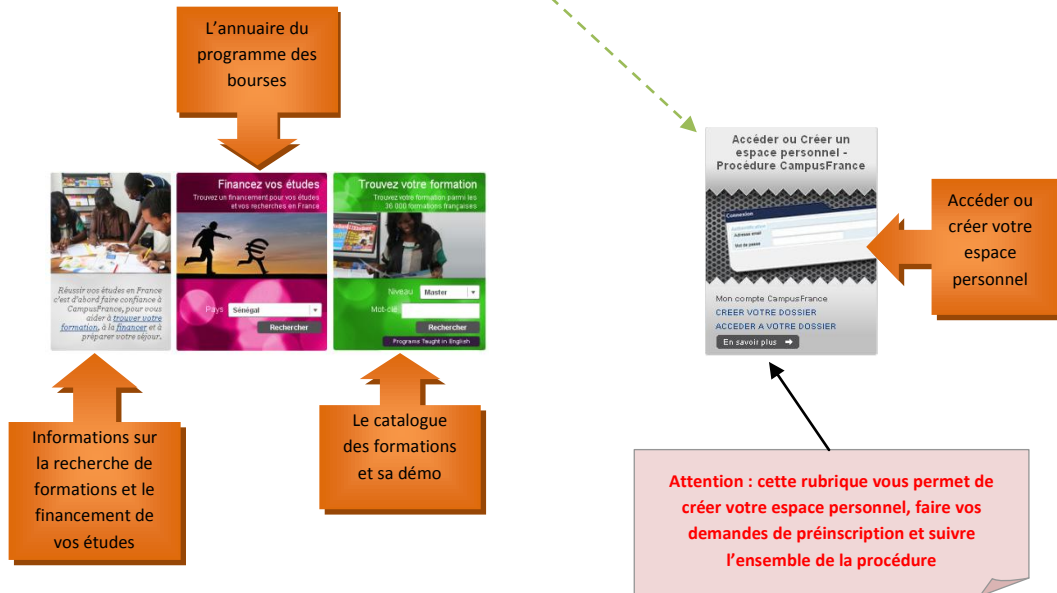 L'annuaire du
programme des
bourses
Réussir vos études en France
c'est d'abord faire confiance à
CampusFrance, pour vous
aider à trouver votre
formation, à la financer et à
préparer votre séjour.
Financez vos études
Trouvez un financement pour vos études
et vos recherches en France
Pays Sénégal
Rechercher
Trouvez votre formation
Trouvez votre formation parmi les
36 000 formations françaises
Niveau Master
Mot-clé
Rechercher
Programs Taught in English
Informations sur
la recherche de
formations et le
financement de
vos études
Le catalogue
des formations
et sa démo
Accéder ou Créer un
espace personnel -
Procédure CampusFrance
Connexion
Adresse email
Mot de passe
Mon compte CampusFrance
CREER VOTRE DOSSIER
ACCEDER A VOTRE DOSSIER
En savoir plus
Accéder ou
créer votre
espace
personnel
Attention : cette rubrique vous permet de
créer votre espace personnel, faire vos
demandes de préinscription et suivre
l'ensemble de la procédure